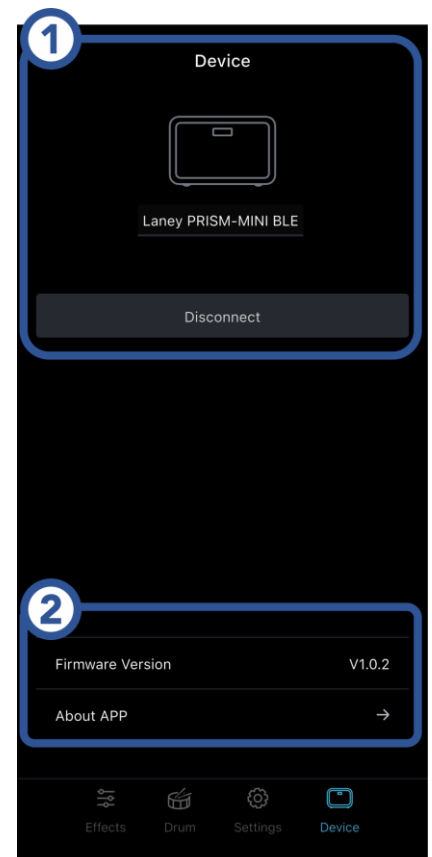 1
Device
Laney PRISM-MINI BLE
Disconnect
2
Firmware Version V1.0.2
About APP →
Effects Drum Settings Device